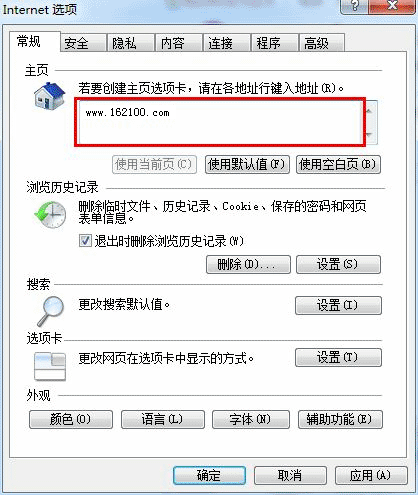 Internet 选项
常规 安全 隐私 内容 连接 程序 高级
主页
若要创建主页选项卡，请在各地址行键入地址(R)。
www.162100.com
使用当前页(C) 使用默认值(F) 使用空白页(B)
浏览历史记录
删除临时文件、历史记录、Cookie、保存的密码和网页
表单信息。
退出时删除浏览历史记录(W)
删除(D)... 设置(S)
搜索
更改搜索默认值。 设置(I)
选项卡
更改网页在选项卡中显示的方式。 设置(T)
外观
颜色(O) 语言(L) 字体(N) 辅助功能(E)
确定 取消 应用(A)